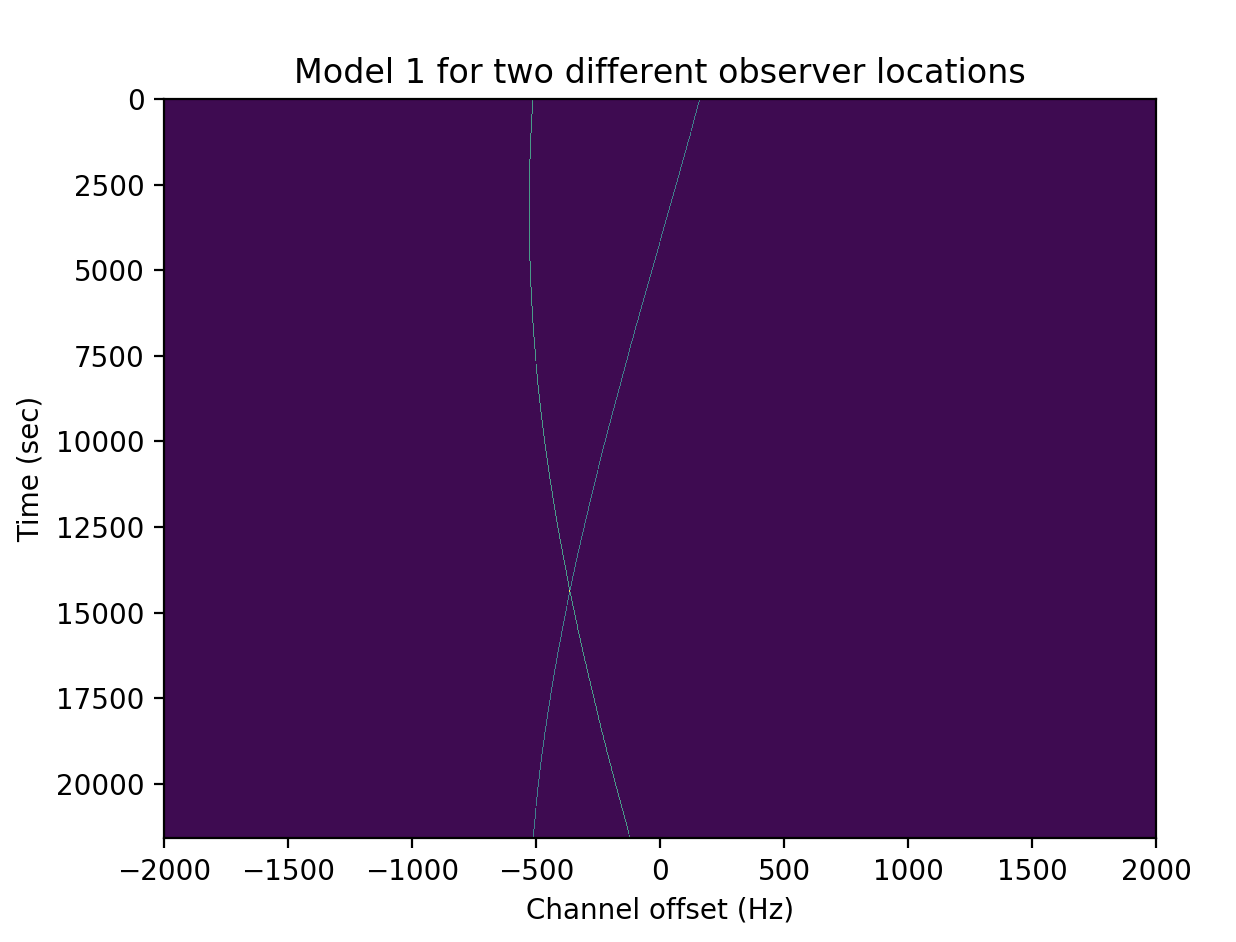 Model 1 for two different observer locations
0
2500
5000
7500
10000
12500
15000
17500
20000
Time (sec)
−2000 −1500 −1000 −500 0 500 1000 1500 2000
Channel offset (Hz)